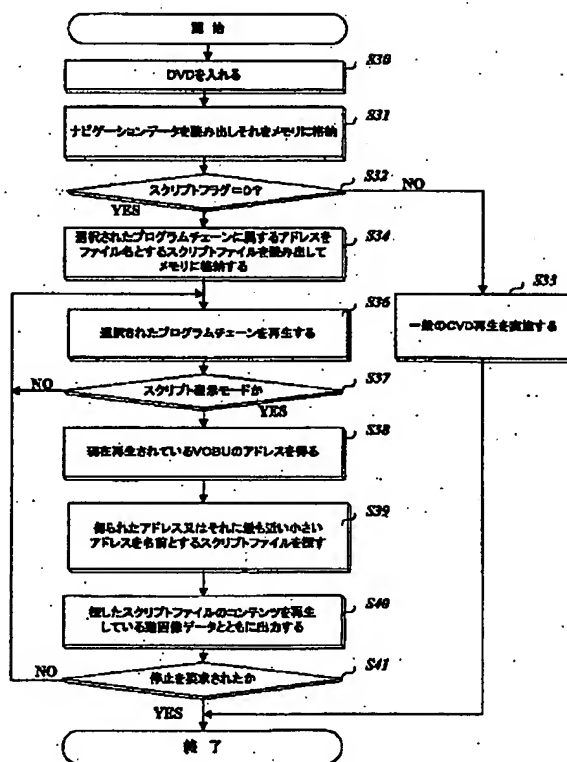 開始
S30
DVDを入れる
S31
ナビゲーションデータを読み出しそれをメモリに格納
S32
スクリプトフラグ=0?
NO
YES
S34
選択されたプログラムチェーンに属するアドレスを
ファイル名とするスクリプトファイルを読み出して
メモリに格納する
S33
一般のDVD再生を実施する
S36
選択されたプログラムチェーンを再生する
S37
スクリプト表示モードか
NO
YES
S38
現在再生されているVOBUのアドレスを得る
S39
得られたアドレス又はそれに最も近い小さい
アドレスを名前とするスクリプトファイルを探す
S40
探したスクリプトファイルのコンテンツを再生
している動画像データとともに出力する
S41
停止を要求されたか
NO
YES
終了